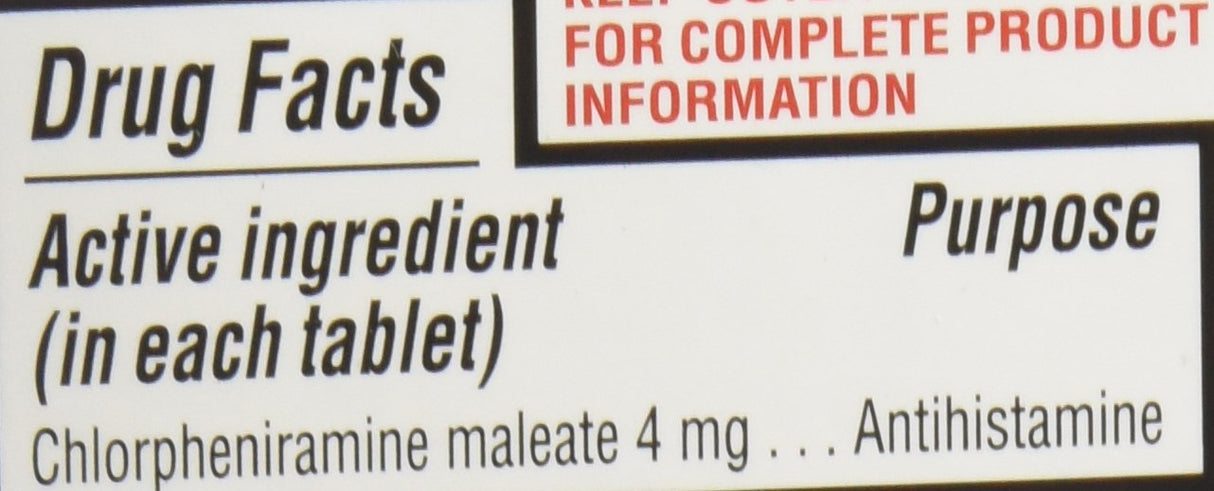 Drug Facts
FOR COMPLETE PRODUCT
INFORMATION
Active ingredient
(in each tablet)
Purpose
Chlorpheniramine maleate 4 mg . . . Antihistamine